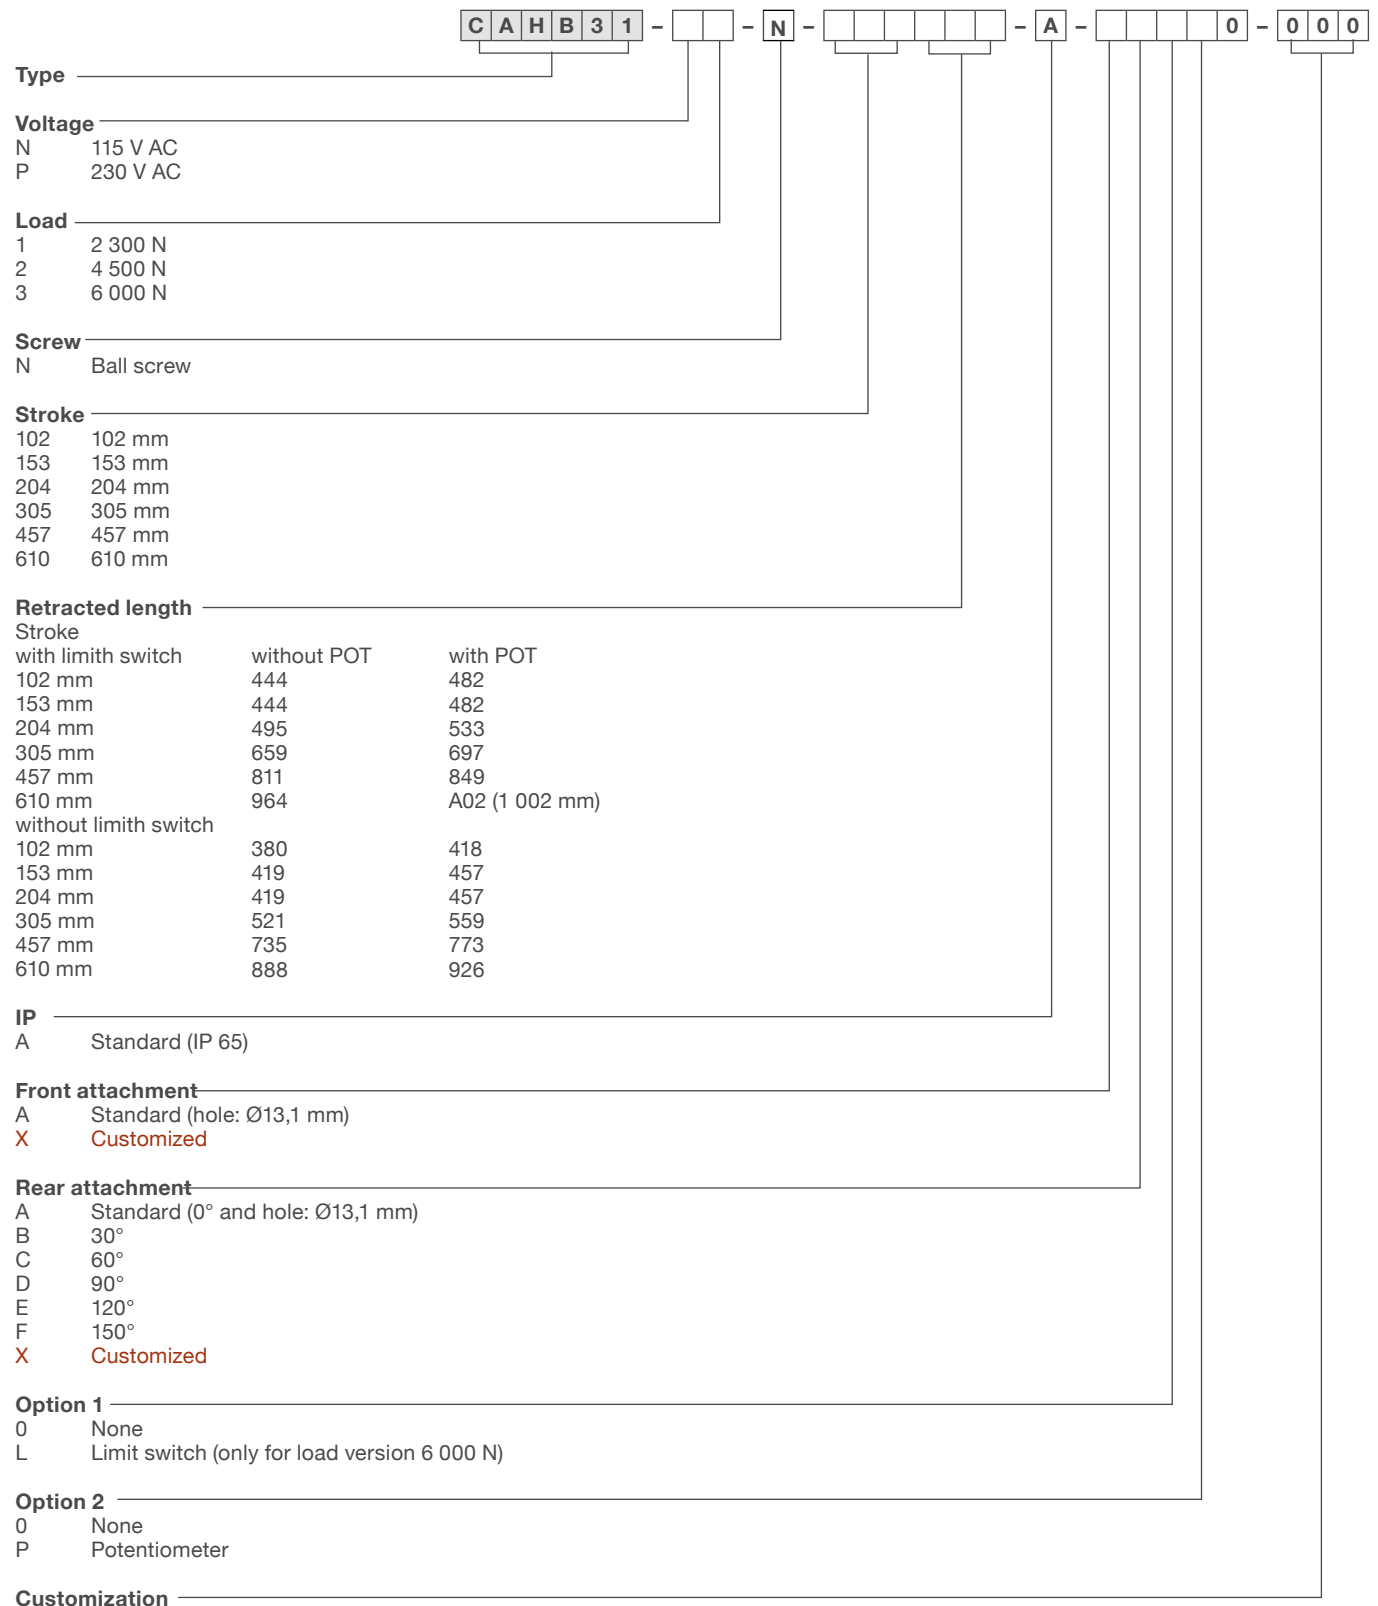 CAHB31 – – N – – A – 0 – 000
Type
Voltage
N 115 V AC
P 230 V AC
Load
1 2 300 N
2 4 500 N
3 6 000 N
Screw
N Ball screw
Stroke
102 102 mm
153 153 mm
204 204 mm
305 305 mm
457 457 mm
610 610 mm
Retracted length
Stroke
with limith switch without POT with POT
102 mm 444 482
153 mm 444 482
204 mm 495 533
305 mm 659 697
457 mm 811 849
610 mm 964 A02 (1 002 mm)
without limith switch
102 mm 380 418
153 mm 419 457
204 mm 419 457
305 mm 521 559
457 mm 735 773
610 mm 888 926
IP
A Standard (IP 65)
Front attachment
A Standard (hole: Ø13,1 mm)
X Customized
Rear attachment
A Standard (0° and hole: Ø13,1 mm)
B 30°
C 60°
D 90°
E 120°
F 150°
X Customized
Option 1
0 None
L Limit switch (only for load version 6 000 N)
Option 2
0 None
P Potentiometer
Customization